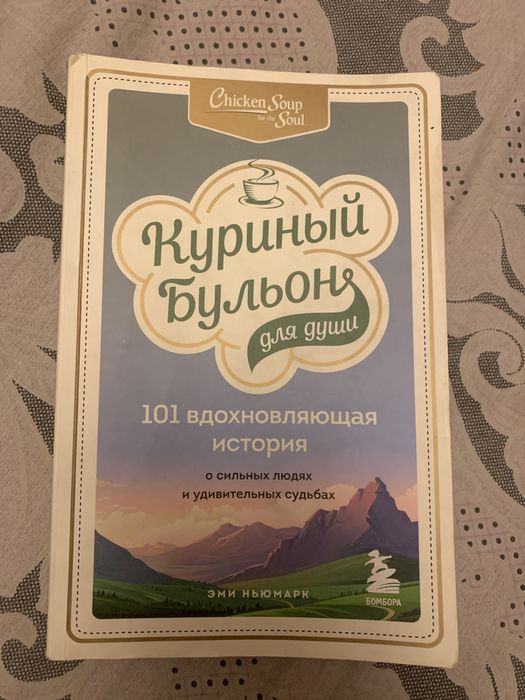 Chicken Soup
for the Soul
Куриный
Бульон
для души
101 вдохновляющая
история
о сильных людях
и удивительных судьбах
ЭМИ НЬЮМАРК
БОМБОРА